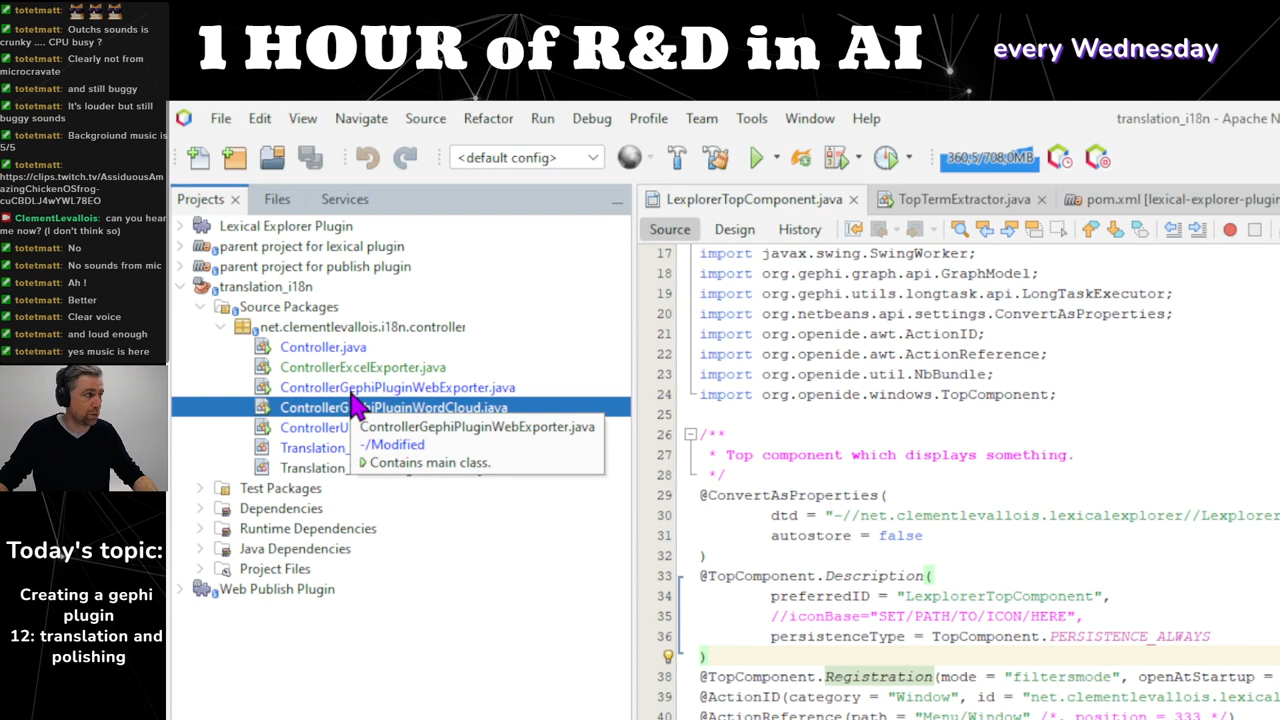 totetmatt:
totetmatt: Outchs sounds is
crunky .... CPU busy ?
totetmatt: Clearly not from
microcravate
totetmatt: and still buggy
totetmatt: It's louder but still
buggy sounds
totetmatt: Backgroiund music is
5/5
totetmatt:
https://clips.twitch.tv/AssiduousAm
azingChickenOSfrog-
cuCBDLJ4wYWL78EO
ClementLevallois: can you hear
me now? (I don't think so)
totetmatt: No
totetmatt: No sounds from mic
totetmatt: Ah !
totetmatt: Better
totetmatt: Clear voice
totetmatt: and loud enough
totetmatt: yes music is here
Today's topic:
Creating a gephi
plugin
12: translation and
polishing
1 HOUR of R&D in AI
every Wednesday
File Edit View Navigate Source Refactor Run Debug Profile Team Tools Window Help
translation_i18n - Apache N
<default config>
360,5/708,0MB
Projects Files Services
Lexical Explorer Plugin
parent project for lexical plugin
parent project for publish plugin
translation_i18n
Source Packages
net.clementlevallois.i18n.controller
Controller.java
ControllerExcelExporter.java
ControllerGephiPluginWebExporter.java
ControllerGephiPluginWordCloud.java
ControllerU
Translation_
Translation_
ControllerGephiPluginWebExporter.java
-/Modified
Contains main class.
Test Packages
Dependencies
Runtime Dependencies
Java Dependencies
Project Files
Web Publish Plugin
LexplorerTopComponent.java TopTermExtractor.java pom.xml [lexical-explorer-plugin
Source Design History
17 import javax.swing.SwingWorker;
18 import org.gephi.graph.api.GraphModel;
19 import org.gephi.utils.longtask.api.LongTaskExecutor;
20 import org.netbeans.api.settings.ConvertAsProperties;
21 import org.openide.awt.ActionID;
22 import org.openide.awt.ActionReference;
23 import org.openide.util.NbBundle;
24 import org.openide.windows.TopComponent;
25
26 /**
27 * Top component which displays something.
28 */
29 @ConvertAsProperties(
30 dtd = "-//net.clementlevallois.lexicalexplorer//Lexplorer
31 autostore = false
32 )
33 @TopComponent.Description(
34 preferredID = "LexplorerTopComponent",
35 //iconBase="SET/PATH/TO/ICON/HERE",
36 persistenceType = TopComponent.PERSISTENCE_ALWAYS
)
38 @TopComponent.Registration(mode = "filtersmode", openAtStartup =
39 @ActionID(category = "Window", id = "net.clementlevallois.lexical
40 @ActionReference(path = "Menu/Window" /*, position = 333 */)